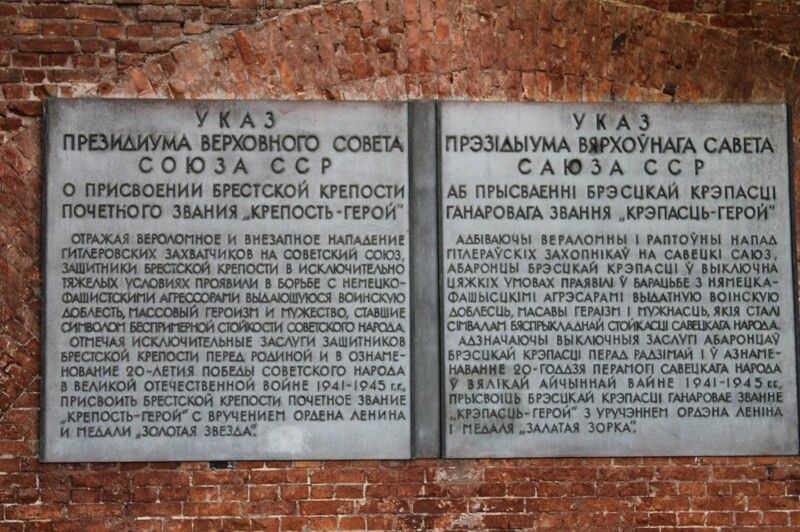 УКАЗ
ПРЕЗИДИУМА ВЕРХОВНОГО СОВЕТА
СОЮЗА ССР
О ПРИСВОЕНИИ БРЕСТСКОЙ КРЕПОСТИ
ПОЧЕТНОГО ЗВАНИЯ „КРЕПОСТЬ-ГЕРОЙ"
ОТРАЖАЯ ВЕРОЛОМНОЕ И ВНЕЗАПНОЕ НАПАДЕНИЕ
ГИТЛЕРОВСКИХ ЗАХВАТЧИКОВ НА СОВЕТСКИЙ СОЮЗ,
ЗАЩИТНИКИ БРЕСТСКОЙ КРЕПОСТИ В ИСКЛЮЧИТЕЛЬНО
ТЯЖЕЛЫХ УСЛОВИЯХ ПРОЯВИЛИ В БОРЬБЕ С НЕМЕЦКО-
ФАШИСТСКИМИ АГРЕССОРАМИ ВЫДАЮЩУЮСЯ ВОИНСКУЮ
ДОБЛЕСТЬ, МАССОВЫЙ ГЕРОИЗМ И МУЖЕСТВО, СТАВШИЕ
СИМВОЛОМ БЕСПРИМЕРНОЙ СТОЙКОСТИ СОВЕТСКОГО НАРОДА.
ОТМЕЧАЯ ИСКЛЮЧИТЕЛЬНЫЕ ЗАСЛУГИ ЗАЩИТНИКОВ
БРЕСТСКОЙ КРЕПОСТИ ПЕРЕД РОДИНОЙ И В ОЗНАМЕ-
НОВАНИЕ 20-ЛЕТИЯ ПОБЕДЫ СОВЕТСКОГО НАРОДА
В ВЕЛИКОЙ ОТЕЧЕСТВЕННОЙ ВОЙНЕ 1941-1945 г.г.,
ПРИСВОИТЬ БРЕСТСКОЙ КРЕПОСТИ ПОЧЕТНОЕ ЗВАНИЕ
„КРЕПОСТЬ-ГЕРОЙ" С ВРУЧЕНИЕМ ОРДЕНА ЛЕНИНА
И МЕДАЛИ „ЗОЛОТАЯ ЗВЕЗДА".
УКАЗ
ПРЭЗІДЫУМА ВЯРХОЎНАГА САВЕТА
САЮЗА ССР
АБ ПРЫСВАЕННІ БРЭСЦКАЙ КРЭПАСЦІ
ГАНАРОВАГА ЗВАННЯ „КРЭПАСЦЬ-ГЕРОЙ"
АДБІВАЮЧЫ ВЕРАЛОМНЫ І РАПТОЎНЫ НАПАД
ГІТЛЕРАЎСКІХ ЗАХОПНІКАЎ НА САВЕЦКІ САЮЗ,
АБАРОНЦЫ БРЭСЦКАЙ КРЭПАСЦІ Ў ВЫКЛЮЧНА
ЦЯЖКІХ УМОВАХ ПРАЯВІЛІ Ў БАРАЦЬБЕ З НЯМЕЦКА-
ФАШЫСЦКІМІ АГРЭСАРАМІ ВЫДАТНУЮ ВОИНСКУЮ
ДОБЛЕСЦЬ, МАСАВЫ ГЕРАІЗМ І МУЖНАСЦЬ, ЯКІЯ СТАЛІ
СІМВАЛАМ БЯСПРЫКЛАДНАЙ СТОЙКАСЦІ САВЕЦКАГА НАРОДА.
АДЗНАЧАЮЧЫ ВЫКЛЮЧНЫЯ ЗАСЛУГІ АБАРОНЦАЎ
БРЭСЦКАЙ КРЭПАСЦІ ПЕРАД РАДЗІМАЙ І Ў АЗНАМЕ-
НАВАННЕ 20-ГОДДЗЯ ПЕРАМОГІ САВЕЦКАГА НАРОДА
Ў ВЯЛІКАЙ АЙЧЫННАЙ ВАЙНЕ 1941-1945 г.г.,
ПРЫСВОІЦЬ БРЭСЦКАЙ КРЭПАСЦІ ГАНАРОВАЕ ЗВАННЕ
„КРЭПАСЦЬ-ГЕРОЙ" З УРУЧЭННЕМ ОРДЭНА ЛЕНІНА
І МЕДАЛЯ „ЗАЛАТАЯ ЗОРКА".